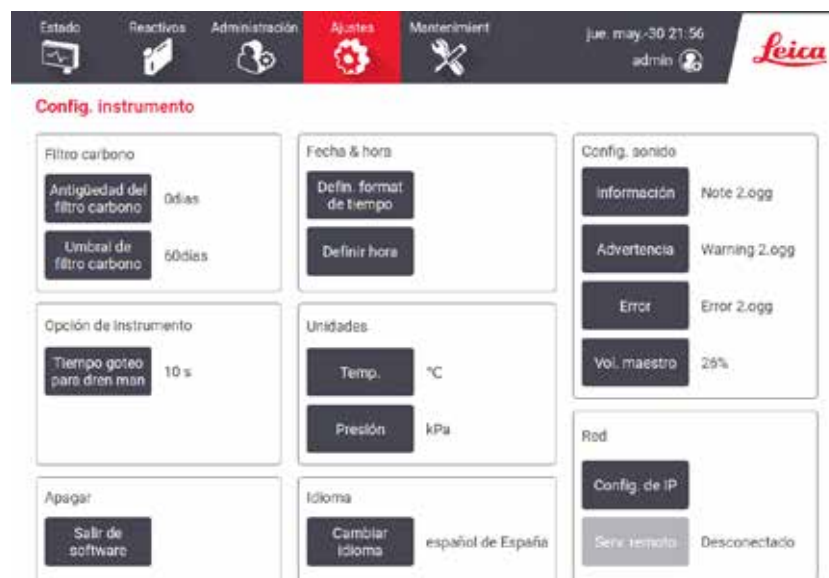 Estado Reactivos Administración Ajustes Mantenimient
jue. may.-30 21:56
admin
Leica
Config. instrumento
Filtro carbono
Antigüedad del
filtro carbono
0días
Umbral de
filtro carbono
60días
Fecha & hora
Defin. format
de tiempo
Definir hora
Config. sonido
Información Note 2.ogg
Advertencia Warning 2.ogg
Error Error 2.ogg
Vol. maestro 26%
Opción de Instrumento
Tiempo goteo
para dren man
10 s
Unidades
Temp. °C
Presión kPa
Red
Config. de IP
Serv. remoto Desconectado
Apagar
Salir de
software
Idioma
Cambiar
idioma
español de España